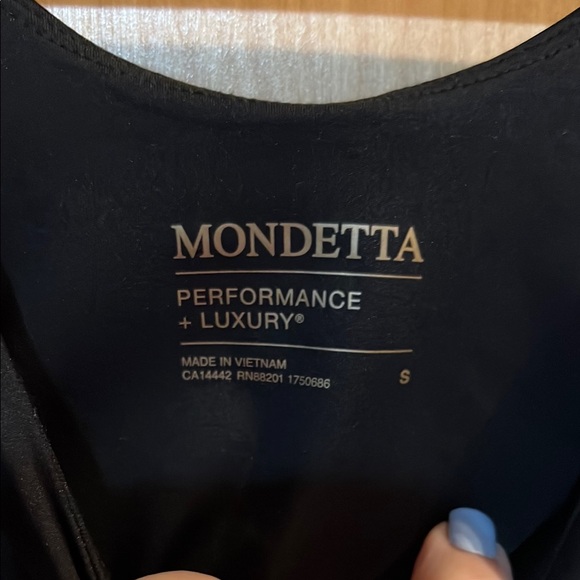 MONDETTA
PERFORMANCE
+ LUXURY®
MADE IN VIETNAM
CA14442 RN88201 1750686 S